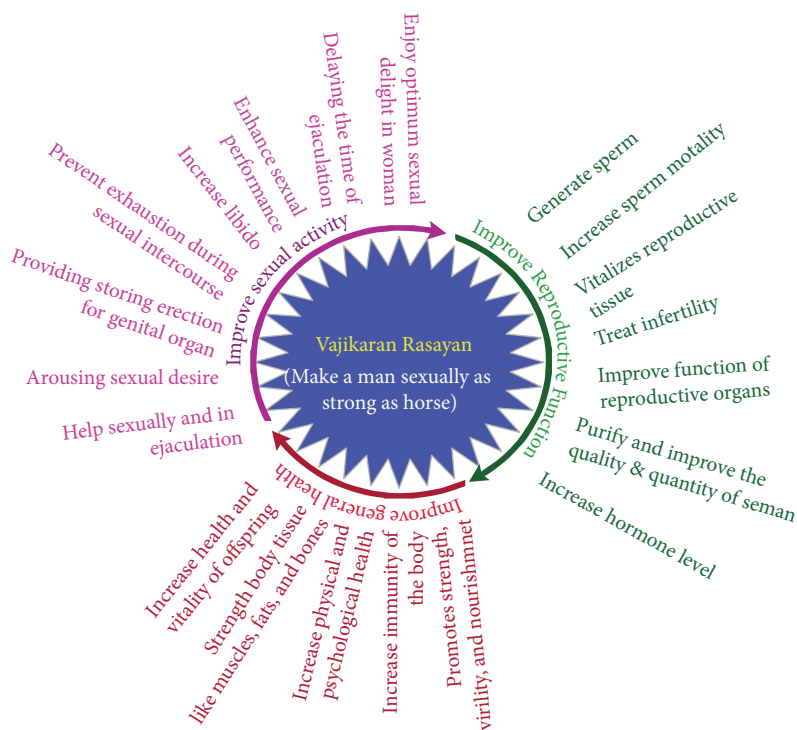 Vajikaran Rasayan
(Make a man sexually as
strong as horse)
Improve sexual activity
Help sexually and in
ejaculation
Arousing sexual desire
Providing storing erection
for genital organ
Prevent exhaustion during
sexual intercourse
Increase libido
Enhance sexual
performance
Delaying the time of
ejaculation
Enjoy optimum sexual
delight in woman
Improve Reproductive Function
Generate sperm
Increase sperm motality
Vitalizes reproductive
tissue
Treat infertility
Improve function of
reproductive organs
Purify and improve the
quality & quantity of seman
Increase hormone level
Improve general health
Promotes strength,
virility, and nourishmnet
Increase immunity of
the body
Increase physical and
psychological health
Strength body tissue
like muscles, fats, and bones
Increase health and
vitality of offspring